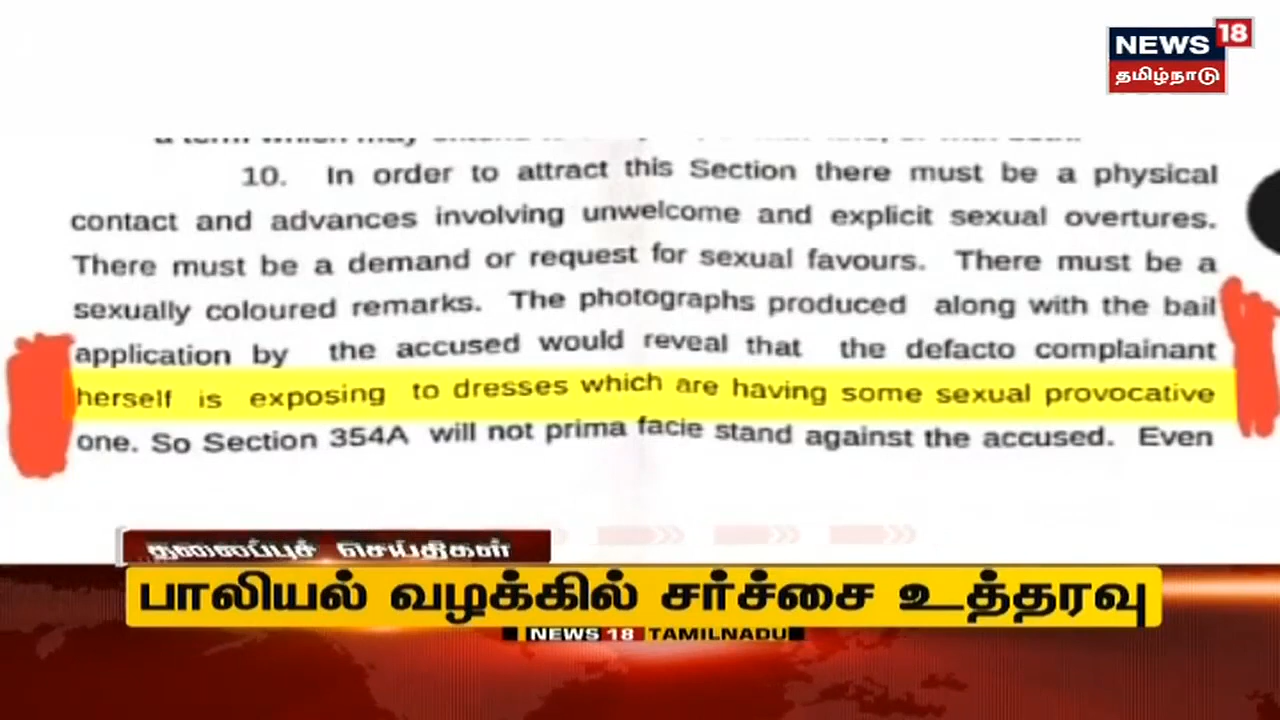 NEWS 18
தமிழ்நாடு
a term which may
10. In order to attract this Section there must be a physical
contact and advances involving unwelcome and explicit sexual overtures.
There must be a demand or request for sexual favours. There must be a
sexually coloured remarks. The photographs produced along with the bail
application by the accused would reveal that the defacto complainant
herself is exposing to dresses which are having some sexual provocative
one. So Section 354A will not prima facie stand against the accused. Even
தலைப்புச் செய்திகள்
பாலியல் வழக்கில் சர்ச்சை உத்தரவு
NEWS 18 TAMILNADU